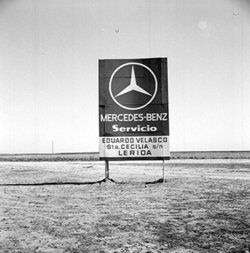 MERCEDES-BENZ
Servicio
EDUARDO VELASCO
Sta. CECILIA s/n
LERIDA